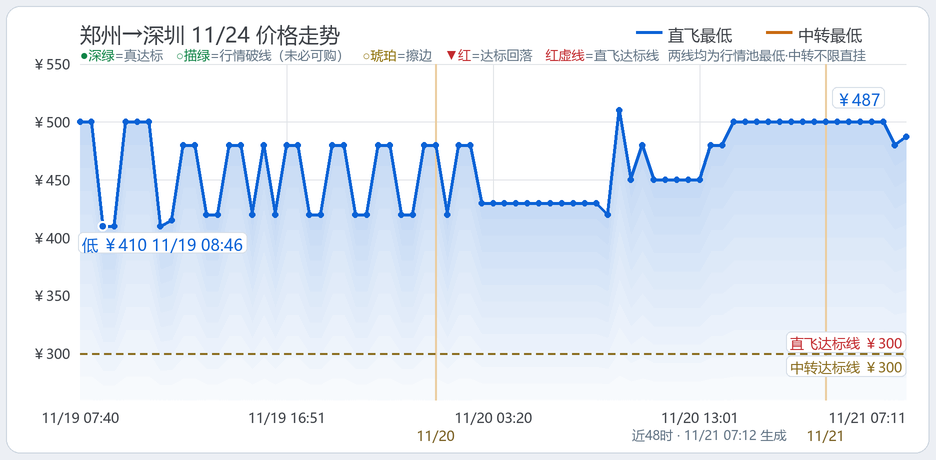 郑州→深圳 11/24 价格走势
直飞最低 中转最低
●深绿=真达标 ○描绿=行情破线（未必可购） ○琥珀=擦边 ▼红=达标回落 红虚线=直飞达标线 两线均为行情池最低·中转不限直挂
¥550
¥487
¥500
¥450
¥400
低 ¥410 11/19 08:46
¥350
直飞达标线 ¥300
¥300
中转达标线 ¥300
11/19 07:40 11/19 16:51 11/20 03:20 11/20 13:01 11/21 07:11
11/20 近48时 · 11/21 07:12 生成 11/21